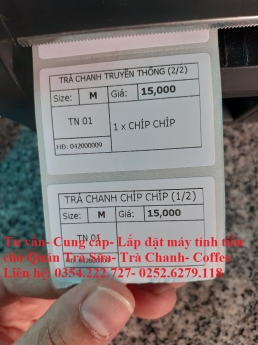 TRÀ CHANH TRUYỀN THỐNG (2/2)
Size: M Giá: 15,000
TN 01
1 x CHÍP CHÍP
HĐ: 042000009
TRÀ CHANH CHÍP CHÍP (1/2)
Size: M Giá: 15,000
TN 01
Tư vấn- Cung cấp- Lắp đặt máy tính tiền
cho Quán Trà Sữa- Trà Chanh- Coffee
Liên hệ: 0354.222.727- 0252.6279.118